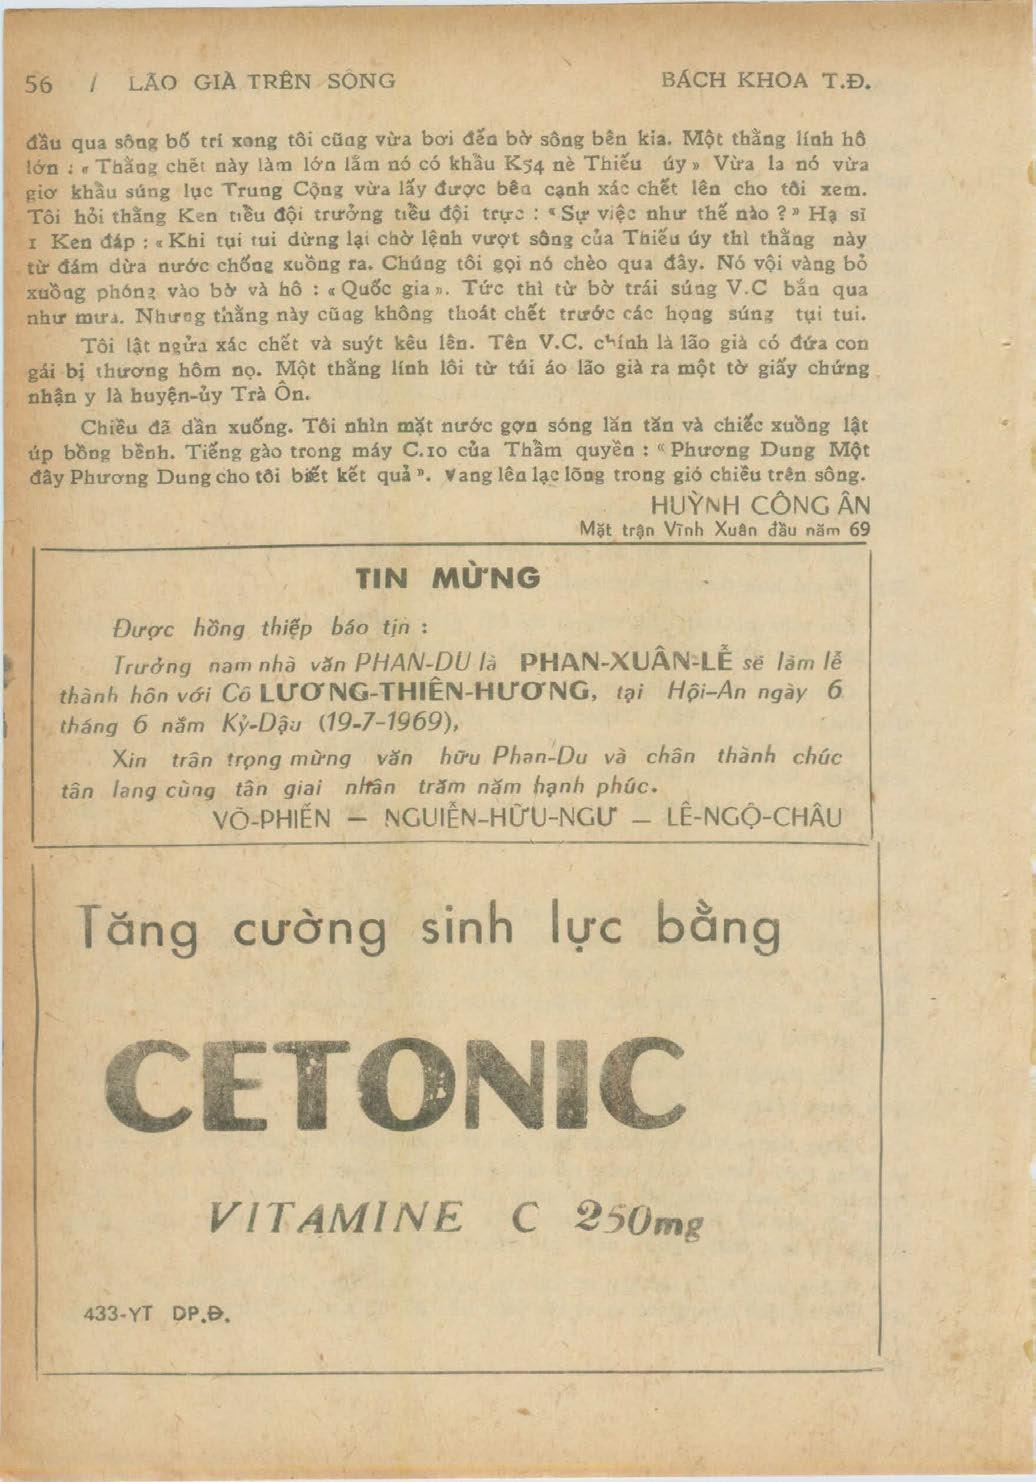 56 / LÃO GIÀ TRÊN SÔNG BÁCH KHOA T.Đ.
đầu qua sông bố trí xong tôi cũng vừa bơi đến bờ sông bên kia. Một thằng lính hô
lớn : « Thằng chết này làm lớn lắm nó có khẩu K54 nè Thiếu úy » Vừa la nó vừa
giơ khẩu súng lục Trung Cộng vừa lấy được bên cạnh xác chết lên cho tôi xem.
Tôi hỏi thằng Ken tiểu đội trưởng tiểu đội trực : « Sự việc như thế nào ? » Hạ sĩ
1 Ken đáp : « Khi tụi tui dừng lại chờ lệnh vượt sông của Thiếu úy thì thằng này
từ đám dừa nước chống xuồng ra. Chúng tôi gọi nó chèo qua đây. Nó vội vàng bỏ
xuồng phóng vào bờ và hô : « Quốc gia ». Tức thì từ bờ trái súng V.C bắn qua
như mưa. Nhưng thằng này cũng không thoát chết trước các họng súng tụi tui.
Tôi lật ngửa xác chết và suýt kêu lên. Tên V.C. chính là lão già có đứa con
gái bị thương hôm nọ. Một thằng lính lôi từ túi áo lão già ra một tờ giấy chứng
nhận y là huyện-ủy Trà Ôn.
Chiều đã dần xuống. Tôi nhìn mặt nước gợn sóng lăn tăn và chiếc xuồng lật
úp bồng bềnh. Tiếng gào trong máy C.10 của Thẩm quyền : « Phương Dung Một
đây Phương Dung cho tôi biết kết quả ». Vang lên lạc lõng trong gió chiều trên sông.
HUỲNH CÔNG ÂN
Mặt trận Vĩnh Xuân đầu năm 69
TIN MỪNG
Được hồng thiệp báo tin :
Trưởng nam nhà văn PHAN-DU là PHAN-XUÂN-LỄ sẽ làm lễ
thành hôn với Cô LƯƠNG-THIÊN-HƯƠNG, tại Hội-An ngày 6
tháng 6 năm Kỷ-Dậu (19-7-1969),
Xin trân trọng mừng văn hữu Phan-Du và chân thành chúc
tân lang cùng tân giai nhân trăm năm hạnh phúc.
VÕ-PHIẾN — NGUIỄN-HỮU-NGƯ — LÊ-NGỘ-CHÂU
Tăng cường sinh lực bằng
CETONIC
VITAMINE C 250mg
433-YT DP.Đ.